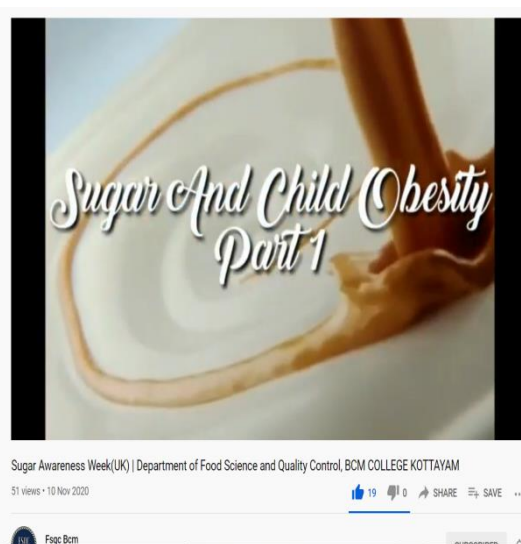 Sugar And Child Obesity
Part 1
Sugar Awareness Week(UK) | Department of Food Science and Quality Control, BCM COLLEGE KOTTAYAM
51 views • 10 Nov 2020
19
0
SHARE
SAVE
Fsqc Bcm
SUBSCRIBED